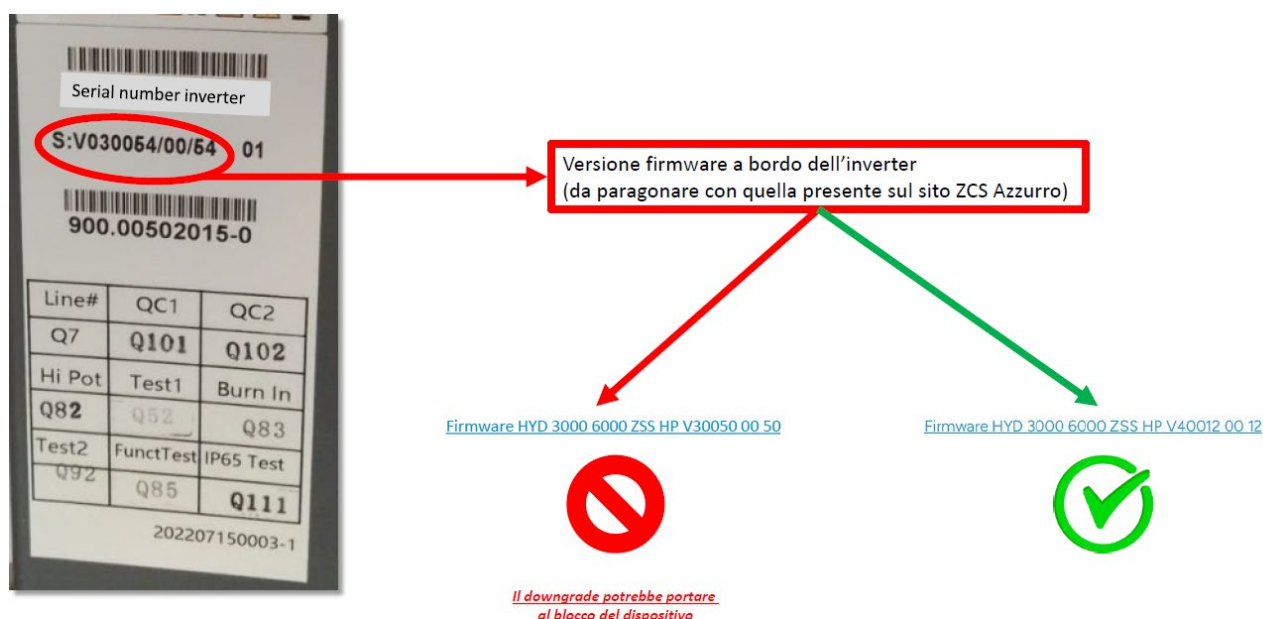 Serial number inverter
S:V030054/00/54 01
900.00502015-0
Line# QC1 QC2
Q7 Q101 Q102
Hi Pot Test1 Burn In
Q82 Q52 Q83
Test2 FunctTest IP65 Test
Q92 Q85 Q111
202207150003-1
Versione firmware a bordo dell'inverter
(da paragonare con quella presente sul sito ZCS Azzurro)
Firmware HYD 3000 6000 ZSS HP V30050 00 50
Firmware HYD 3000 6000 ZSS HP V40012 00 12
Il downgrade potrebbe portare
al blocco del dispositivo